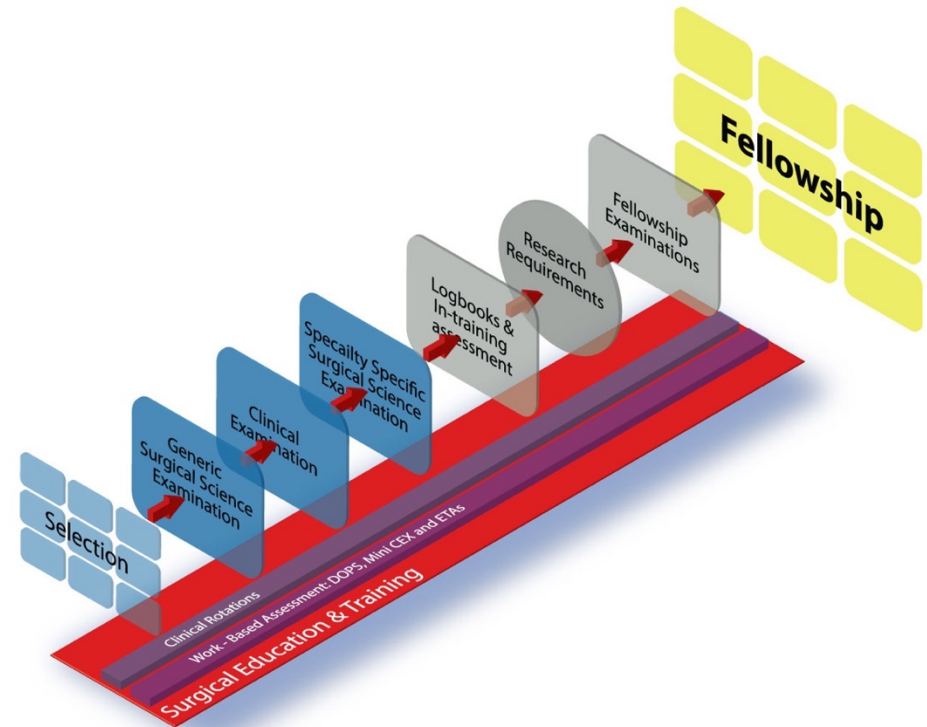 Selection
Generic
Surgical Science
Examination
Clinical
Examination
Specailty Specific
Surgical Science
Examination
Logbooks &
In-training
assessment
Research
Requirements
Fellowship
Examinations
Fellowship
Clinical Rotations
Work - Based Assessment: DOPS, Mini CEX and ETAs
Surgical Education & Training